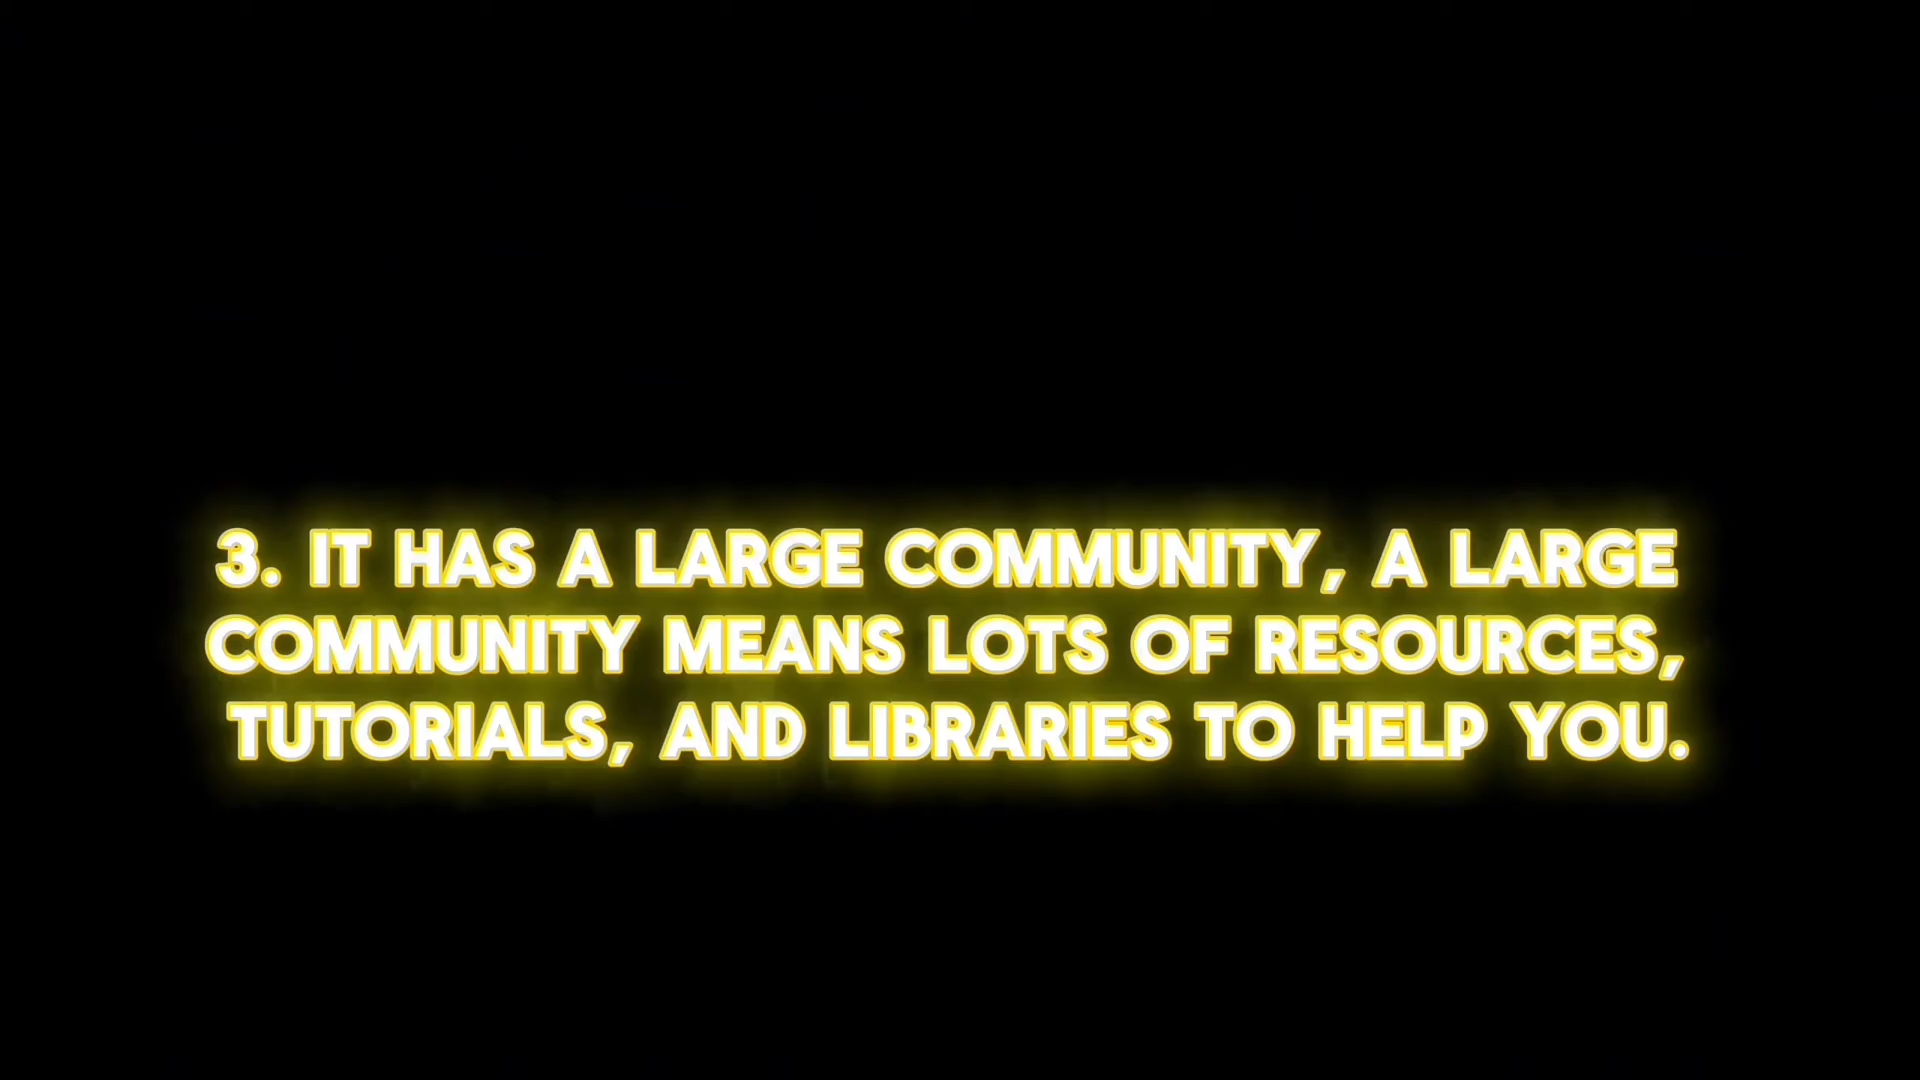 3. IT HAS A LARGE COMMUNITY, A LARGE
COMMUNITY MEANS LOTS OF RESOURCES,
TUTORIALS, AND LIBRARIES TO HELP YOU.